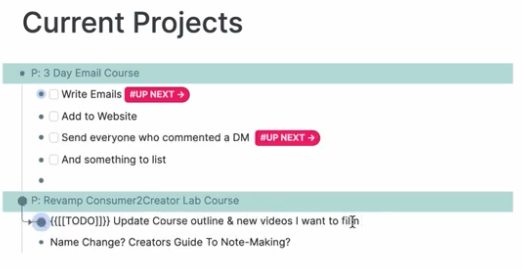 Current Projects
P: 3 Day Email Course
Write Emails #UP NEXT →
Add to Website
Send everyone who commented a DM #UP NEXT →
And something to list
P: Revamp Consumer2Creator Lab Course
{{[[TODO]]}} Update Course outline & new videos I want to film
Name Change? Creators Guide To Note-Making?